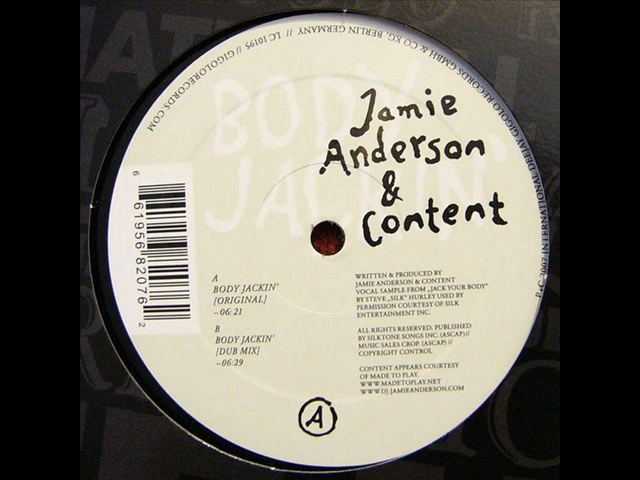 P+C 2007 INTERNATIONAL DEEJAY GIGOLO RECORDS GMBH & CO KG, BERLIN GERMANY // LC 10195 // GIGOLORECORDS.COM
BODY
JACKIN'
Jamie
Anderson
&
Content
6 61956 82076 2
A
BODY JACKIN'
[ORIGINAL]
–06:21
B
BODY JACKIN'
[DUB MIX]
–06:29
WRITTEN & PRODUCED BY
JAMIE ANDERSON & CONTENT
VOCAL SAMPLE FROM „JACK YOUR BODY"
BY STEVE „SILK" HURLEY USED BY
PERMISSION COURTESY OF SILK
ENTERTAINMENT INC.
ALL RIGHTS RESERVED, PUBLISHED
BY SILKTONE SONGS INC. (ASCAP)//
MUSIC SALES CROP. (ASCAP) //
COPYRIGHT CONTROL.
CONTENT APPEARS COURTESY
OF MADE TO PLAY.
WWW.MADETOPLAY.NET
WWW.DJ-JAMIEANDERSON.COM
A